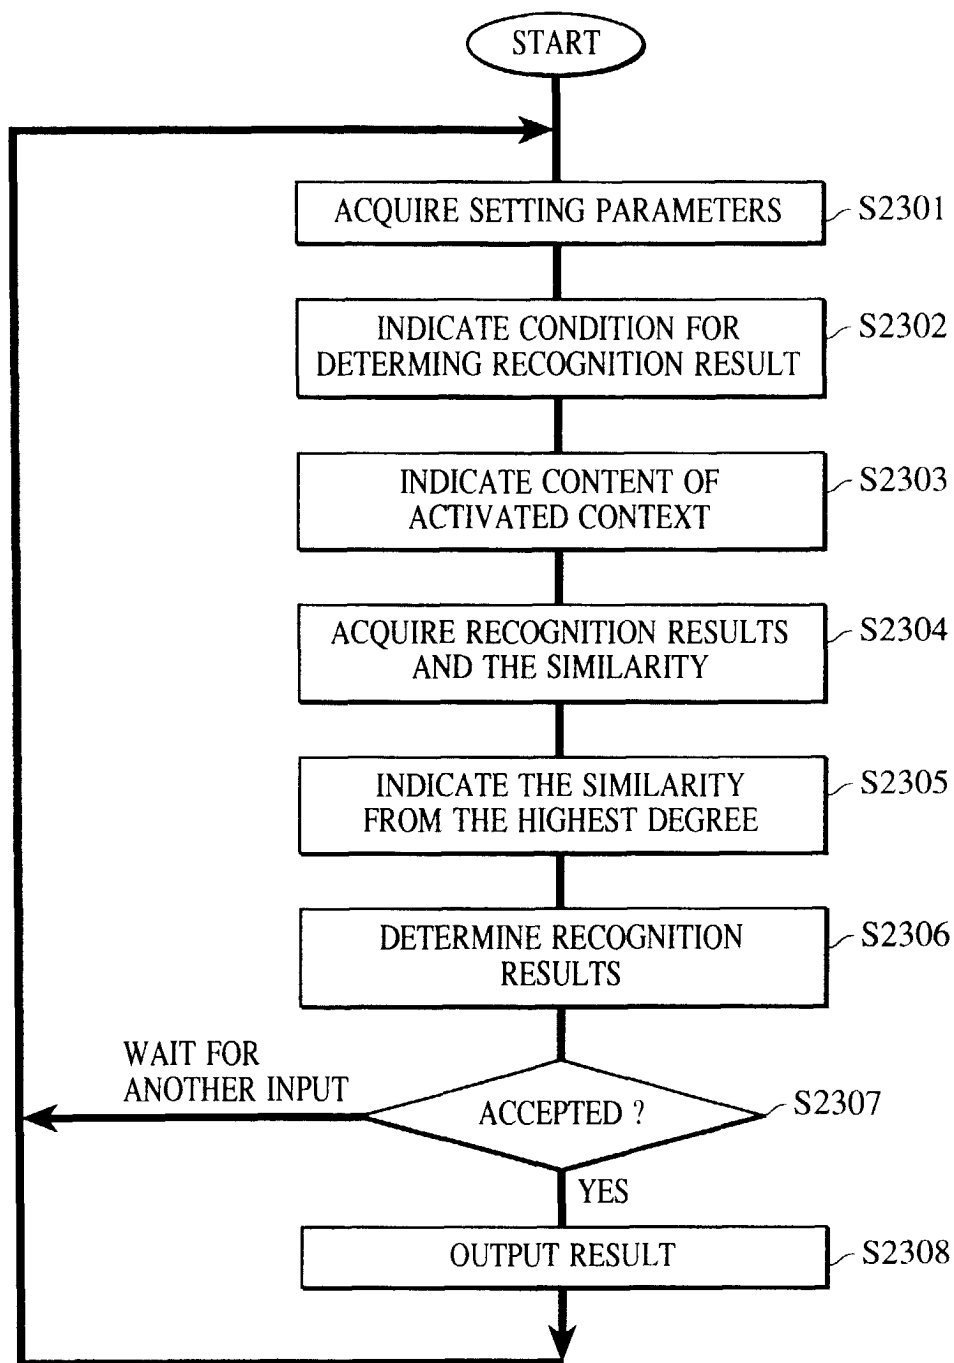 START
ACQUIRE SETTING PARAMETERS
S2301
INDICATE CONDITION FOR
DETERMING RECOGNITION RESULT
S2302
INDICATE CONTENT OF
ACTIVATED CONTEXT
S2303
ACQUIRE RECOGNITION RESULTS
AND THE SIMILARITY
S2304
INDICATE THE SIMILARITY
FROM THE HIGHEST DEGREE
S2305
DETERMINE RECOGNITION
RESULTS
S2306
WAIT FOR
ANOTHER INPUT
ACCEPTED ?
S2307
YES
OUTPUT RESULT
S2308